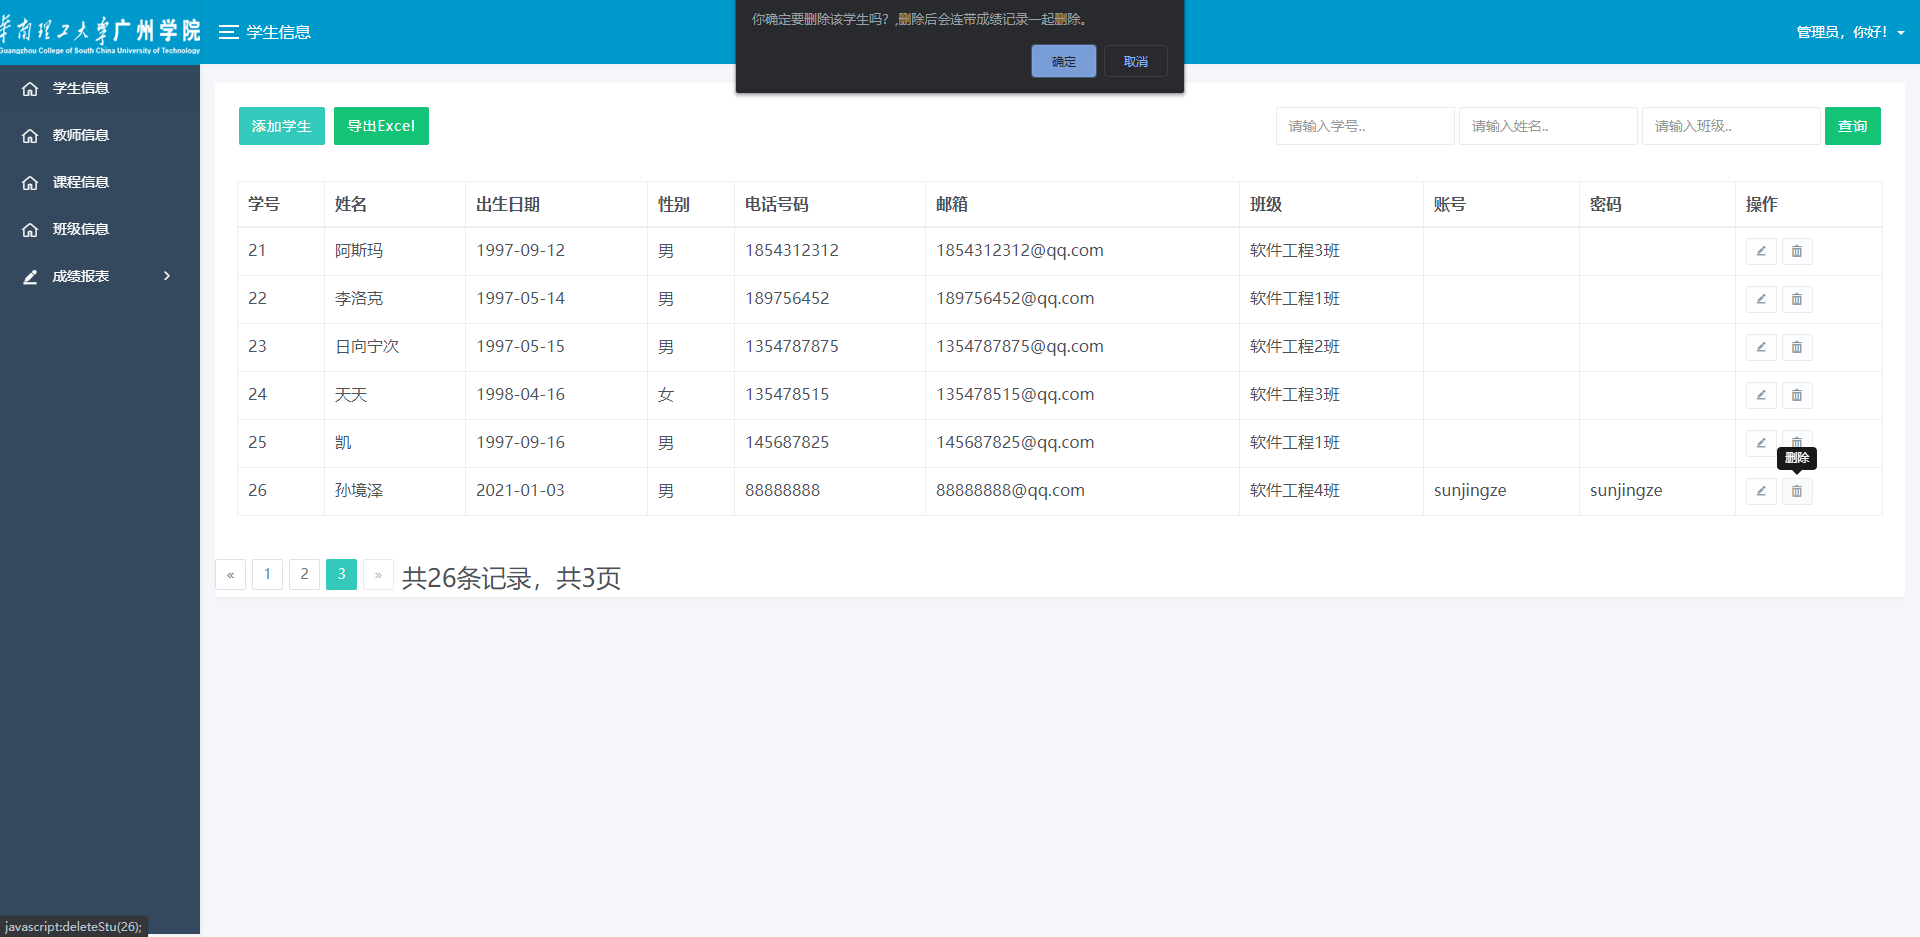 华南理工大学广州学院
Guangzhou College of South China University of Technology
学生信息
你确定要删除该学生吗？,删除后会连带成绩记录一起删除。
确定 取消
管理员，你好！
学生信息
教师信息
课程信息
班级信息
成绩报表
添加学生 导出Excel 请输入学号.. 请输入姓名.. 请输入班级.. 查询
学号 姓名 出生日期 性别 电话号码 邮箱 班级 账号 密码 操作
21 阿斯玛 1997-09-12 男 1854312312 1854312312@qq.com 软件工程3班
22 李洛克 1997-05-14 男 189756452 189756452@qq.com 软件工程1班
23 日向宁次 1997-05-15 男 1354787875 1354787875@qq.com 软件工程2班
24 天天 1998-04-16 女 135478515 135478515@qq.com 软件工程3班
25 凯 1997-09-16 男 145687825 145687825@qq.com 软件工程1班
删除
26 孙境泽 2021-01-03 男 88888888 88888888@qq.com 软件工程4班 sunjingze sunjingze
« 1 2 3 » 共26条记录，共3页
javascript:deleteStu(26);